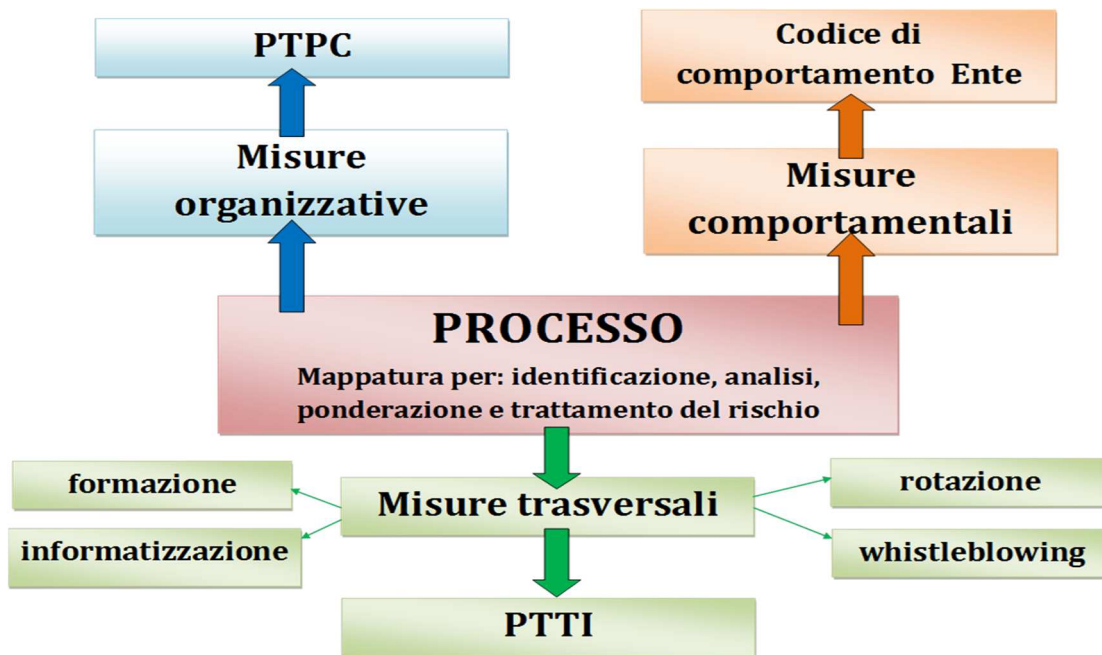 PTPC
Codice di
comportamento Ente
Misure
organizzative
Misure
comportamentali
PROCESSO
Mappatura per: identificazione, analisi,
ponderazione e trattamento del rischio
formazione
Misure trasversali
rotazione
informatizzazione
whistleblowing
PTTI